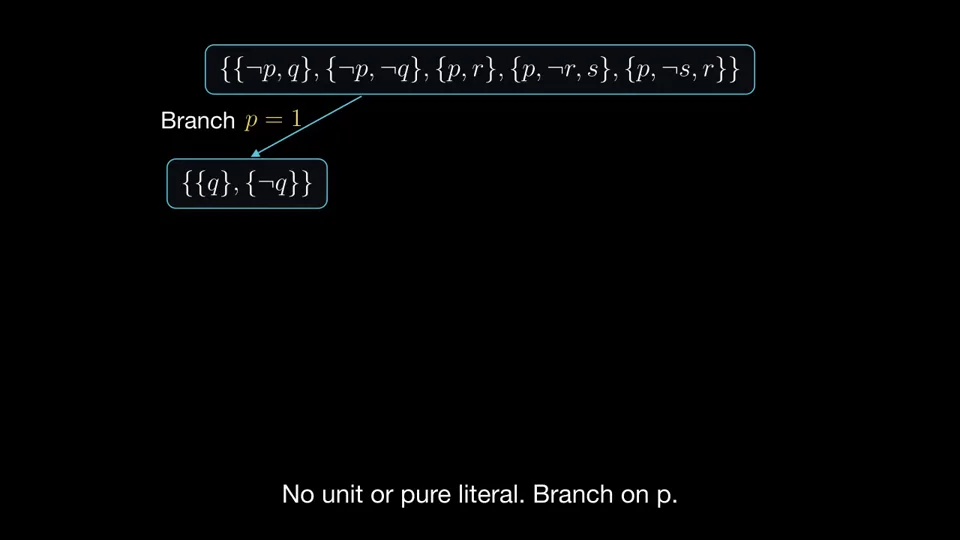 {{¬p, q}, {¬p, ¬q}, {p, r}, {p, ¬r, s}, {p, ¬s, r}}
Branch p = 1
{{q}, {¬q}}
No unit or pure literal. Branch on p.